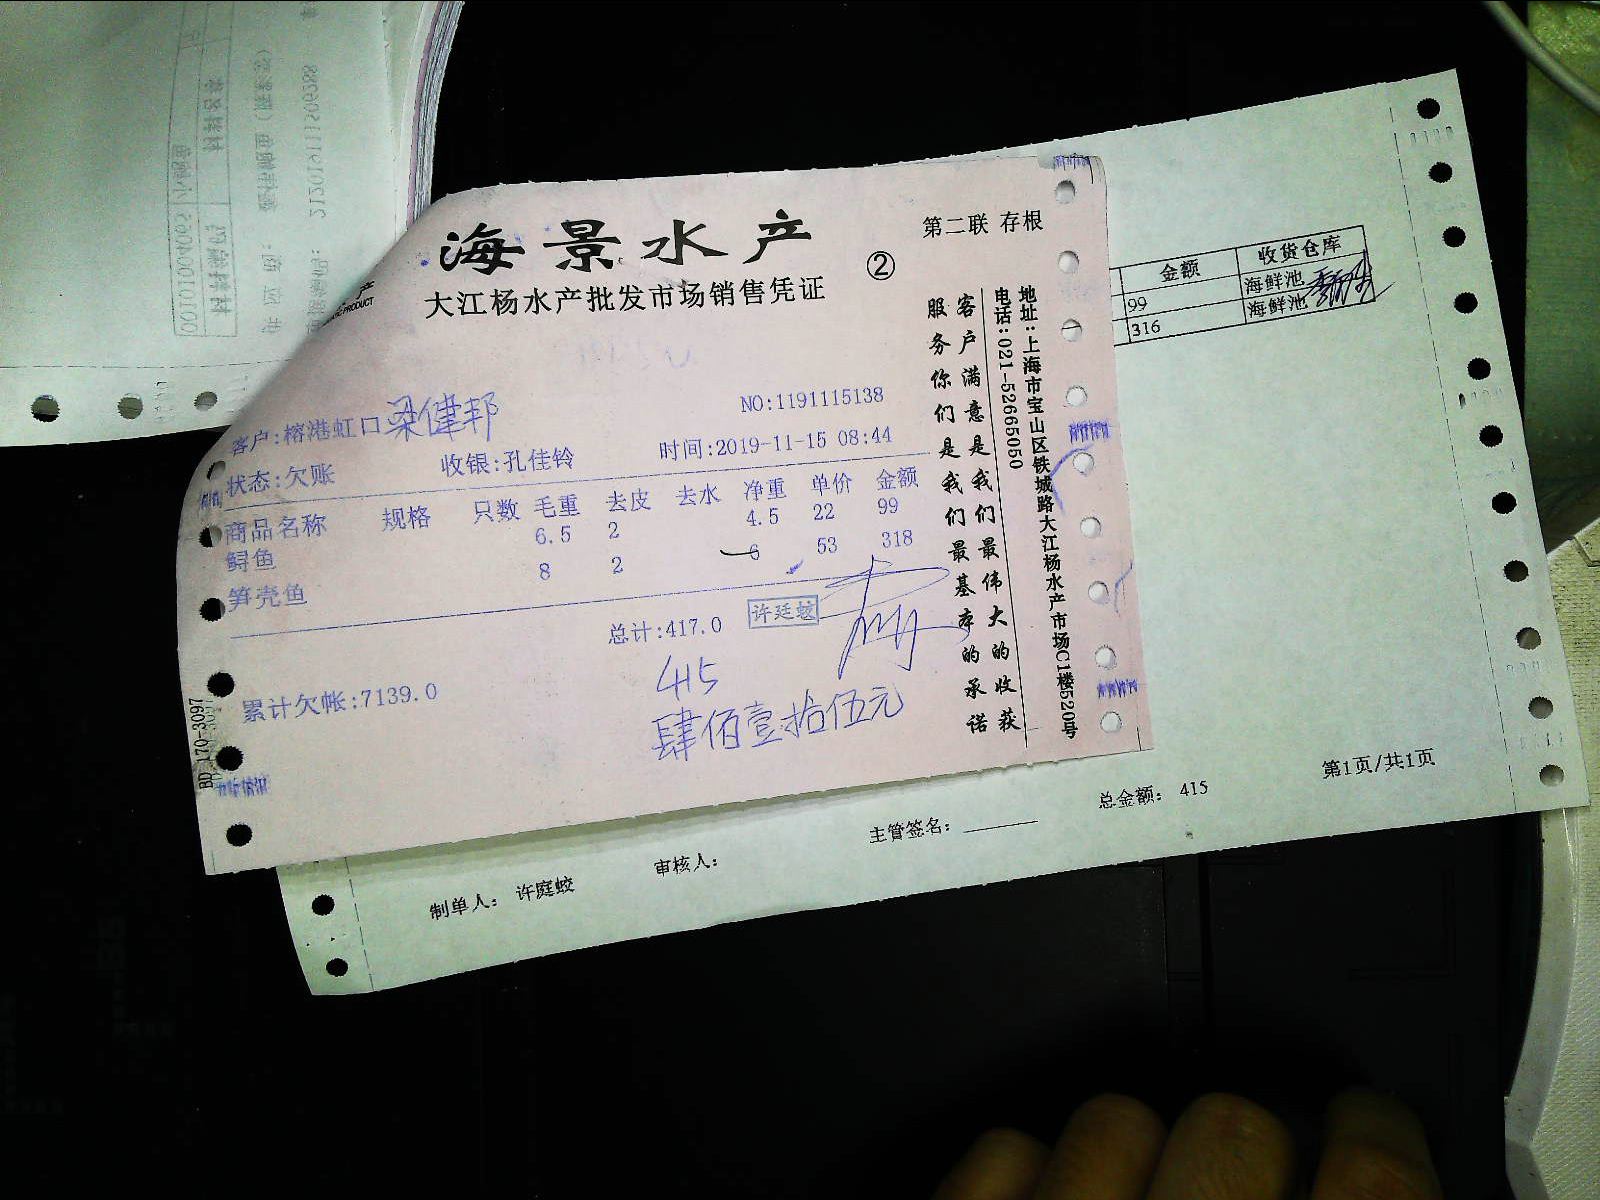 海景水产
第二联 存根
②
大江杨水产批发市场销售凭证
PRODUCT
客户:榕港虹口梁健邦
NO:1191115138
状态:欠账
收银:孔佳铃
时间:2019-11-15 08:44
商品名称 规格 只数 毛重 去皮 去水 净重 单价 金额
鲟鱼 6.5 2 4.5 22 99
笋壳鱼 8 2 6 53 318
总计:417.0
许廷蛟
累计欠帐:7139.0
415
肆佰壹拾伍元
客户满意是我们最伟大的收获
服务你们是我们最基本的承诺
地址:上海市宝山区铁城路大江杨水产市场C1楼520号
电话:021-52665050
BD 170-3097
金额 收货仓库
99 海鲜池
316 海鲜池
第1页/共1页
总金额: 415
主管签名:
审核人:
制单人: 许庭蛟